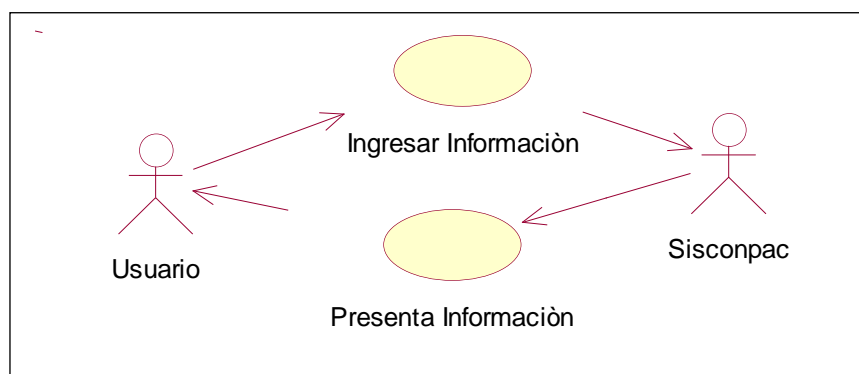 Ingresar Informaciòn
Usuario
Sisconpac
Presenta Informaciòn